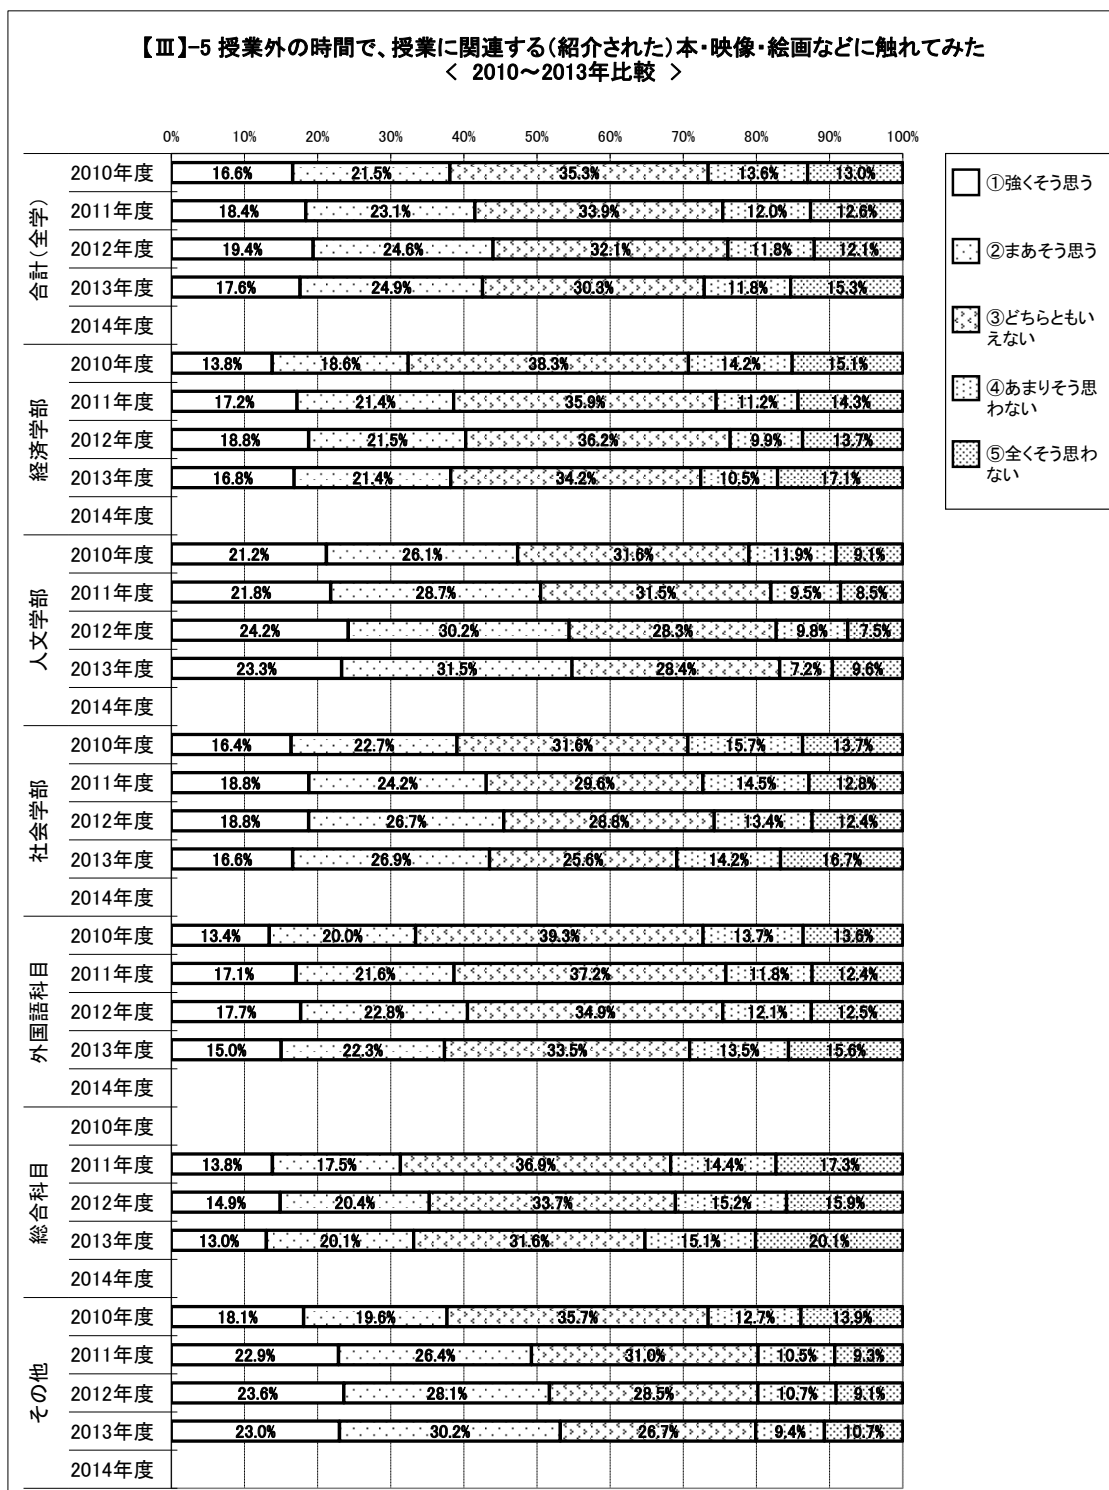 【Ⅲ】-5 授業外の時間で、授業に関連する(紹介された)本・映像・絵画などに触れてみた
< 2010～2013年比較 >
0% 10% 20% 30% 40% 50% 60% 70% 80% 90% 100%
合計(全学)
2010年度 16.6% 21.5% 35.3% 13.6% 13.0%
2011年度 18.4% 23.1% 33.9% 12.0% 12.6%
2012年度 19.4% 24.6% 32.1% 11.8% 12.1%
2013年度 17.6% 24.9% 30.3% 11.8% 15.3%
2014年度
経済学部
2010年度 13.8% 18.6% 38.3% 14.2% 15.1%
2011年度 17.2% 21.4% 35.9% 11.2% 14.3%
2012年度 18.8% 21.5% 36.2% 9.9% 13.7%
2013年度 16.8% 21.4% 34.2% 10.5% 17.1%
2014年度
人文学部
2010年度 21.2% 26.1% 31.6% 11.9% 9.1%
2011年度 21.8% 28.7% 31.5% 9.5% 8.5%
2012年度 24.2% 30.2% 28.3% 9.8% 7.5%
2013年度 23.3% 31.5% 28.4% 7.2% 9.6%
2014年度
社会学部
2010年度 16.4% 22.7% 31.6% 15.7% 13.7%
2011年度 18.8% 24.2% 29.6% 14.5% 12.8%
2012年度 18.8% 26.7% 28.8% 13.4% 12.4%
2013年度 16.6% 26.9% 25.6% 14.2% 16.7%
2014年度
外国語科目
2010年度 13.4% 20.0% 39.3% 13.7% 13.6%
2011年度 17.1% 21.6% 37.2% 11.8% 12.4%
2012年度 17.7% 22.8% 34.9% 12.1% 12.5%
2013年度 15.0% 22.3% 33.5% 13.5% 15.6%
2014年度
総合科目
2010年度
2011年度 13.8% 17.5% 36.9% 14.4% 17.3%
2012年度 14.9% 20.4% 33.7% 15.2% 15.9%
2013年度 13.0% 20.1% 31.6% 15.1% 20.1%
2014年度
その他
2010年度 18.1% 19.6% 35.7% 12.7% 13.9%
2011年度 22.9% 26.4% 31.0% 10.5% 9.3%
2012年度 23.6% 28.1% 28.5% 10.7% 9.1%
2013年度 23.0% 30.2% 26.7% 9.4% 10.7%
2014年度
①強くそう思う
②まあそう思う
③どちらともい
えない
④あまりそう思
わない
⑤全くそう思わ
ない